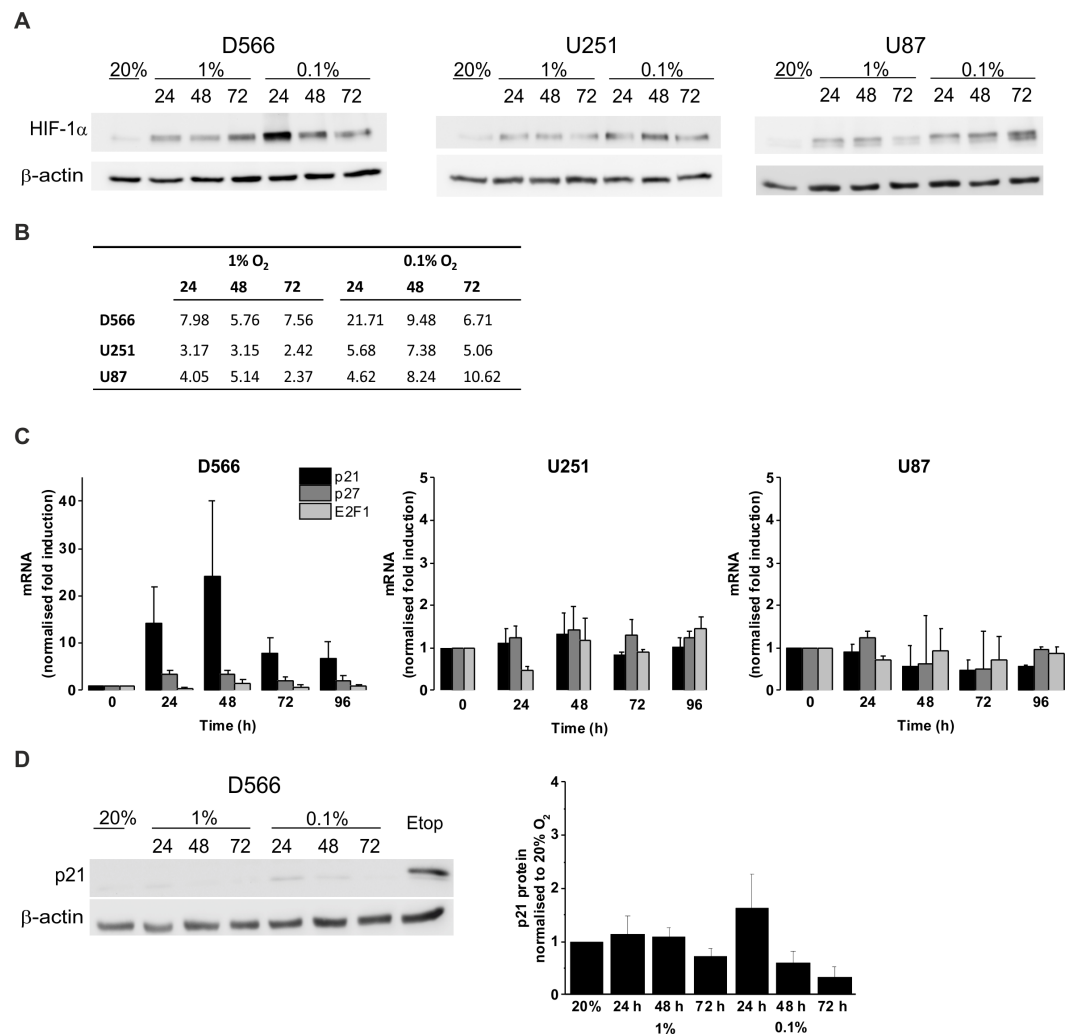 A
D566 U251 U87
20% 1% 0.1% 20% 1% 0.1% 20% 1% 0.1%
24 48 72 24 48 72 24 48 72 24 48 72 24 48 72 24 48 72
HIF-1α
β-actin
B
1% O2 0.1% O2
24 48 72 24 48 72
D566 7.98 5.76 7.56 21.71 9.48 6.71
U251 3.17 3.15 2.42 5.68 7.38 5.06
U87 4.05 5.14 2.37 4.62 8.24 10.62
C
D566
mRNA
(normalised fold induction)
40
30
20
10
0
p21
p27
E2F1
0 24 48 72 96
Time (h)
U251
mRNA
(normalised fold induction)
5
4
3
2
1
0
0 24 48 72 96
Time (h)
U87
mRNA
(normalised fold induction)
5
4
3
2
1
0
0 24 48 72 96
Time (h)
D
D566
20% 1% 0.1% Etop
24 48 72 24 48 72
p21
β-actin
p21 protein
normalised to 20% O2
4
3
2
1
0
20% 24 h 48 h 72 h 24 h 48 h 72 h
1% 0.1%